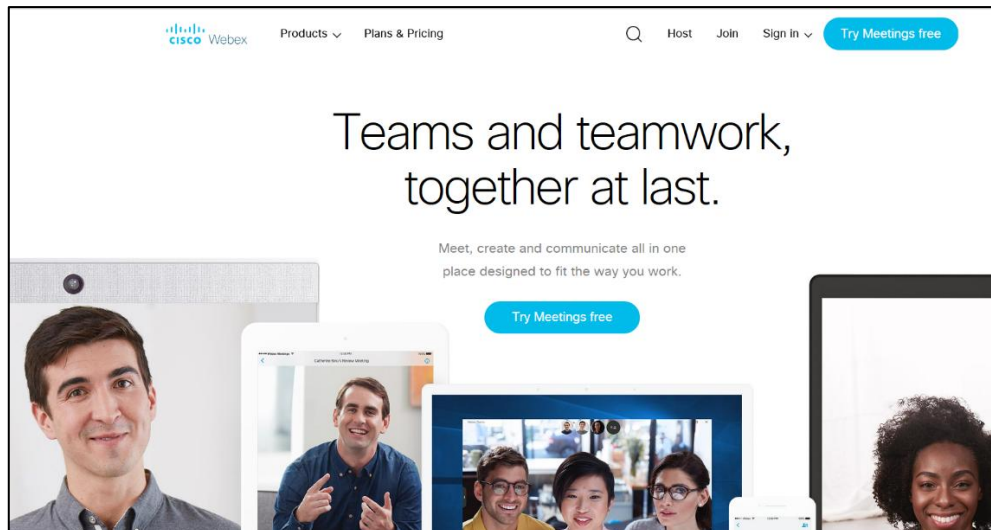 CISCO Webex
Products
Plans & Pricing
Host
Join
Sign in
Try Meetings free
Teams and teamwork,
together at last.
Meet, create and communicate all in one
place designed to fit the way you work.
Try Meetings free